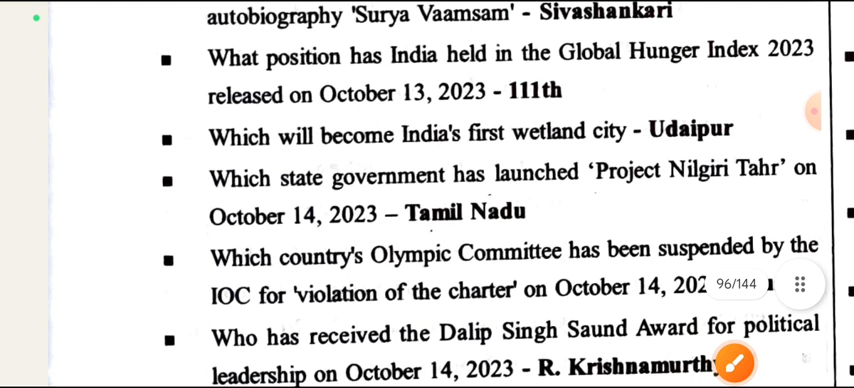 autobiography 'Surya Vaamsam' - Sivashankari
What position has India held in the Global Hunger Index 2023
released on October 13, 2023 - 111th
Which will become India's first wetland city - Udaipur
Which state government has launched ‘Project Nilgiri Tahr’ on
October 14, 2023 – Tamil Nadu
Which country's Olympic Committee has been suspended by the
IOC for 'violation of the charter' on October 14, 202
96/144
Who has received the Dalip Singh Saund Award for political
leadership on October 14, 2023 - R. Krishnamurthy